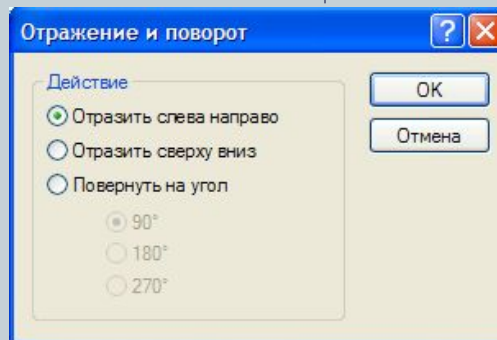 Отражение и поворот
Действие
Отразить слева направо
Отразить сверху вниз
Повернуть на угол
90°
180°
270°
OK
Отмена